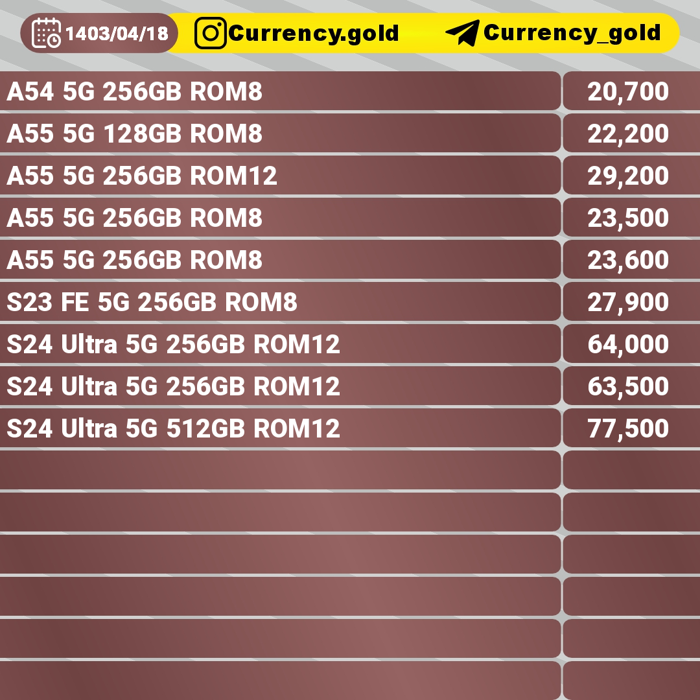 1403/04/18 Currency.gold Currency_gold
A54 5G 256GB ROM8 20,700
A55 5G 128GB ROM8 22,200
A55 5G 256GB ROM12 29,200
A55 5G 256GB ROM8 23,500
A55 5G 256GB ROM8 23,600
S23 FE 5G 256GB ROM8 27,900
S24 Ultra 5G 256GB ROM12 64,000
S24 Ultra 5G 256GB ROM12 63,500
S24 Ultra 5G 512GB ROM12 77,500